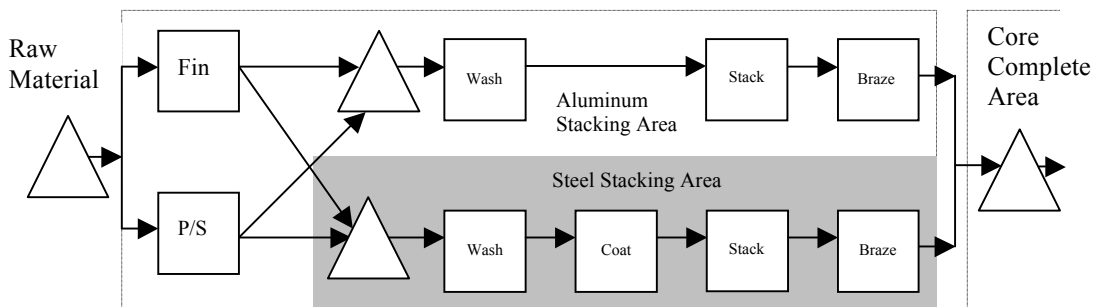 Raw
Material
Fin
P/S
Wash
Aluminum
Stacking Area
Stack
Braze
Steel Stacking Area
Wash
Coat
Stack
Braze
Core
Complete
Area